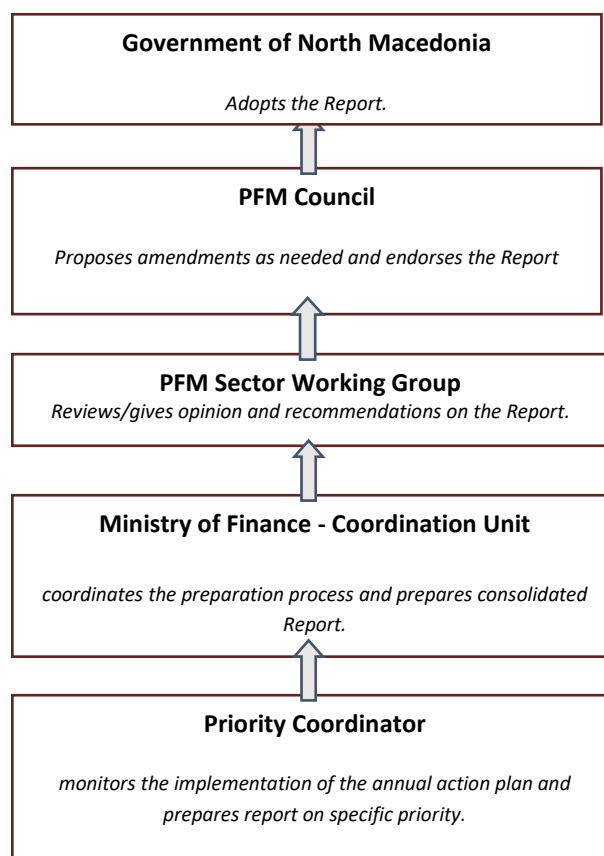 Government of North Macedonia
Adopts the Report.
PFM Council
Proposes amendments as needed and endorses the Report
PFM Sector Working Group
Reviews/gives opinion and recommendations on the Report.
Ministry of Finance - Coordination Unit
coordinates the preparation process and prepares consolidated
Report.
Priority Coordinator
monitors the implementation of the annual action plan and
prepares report on specific priority.